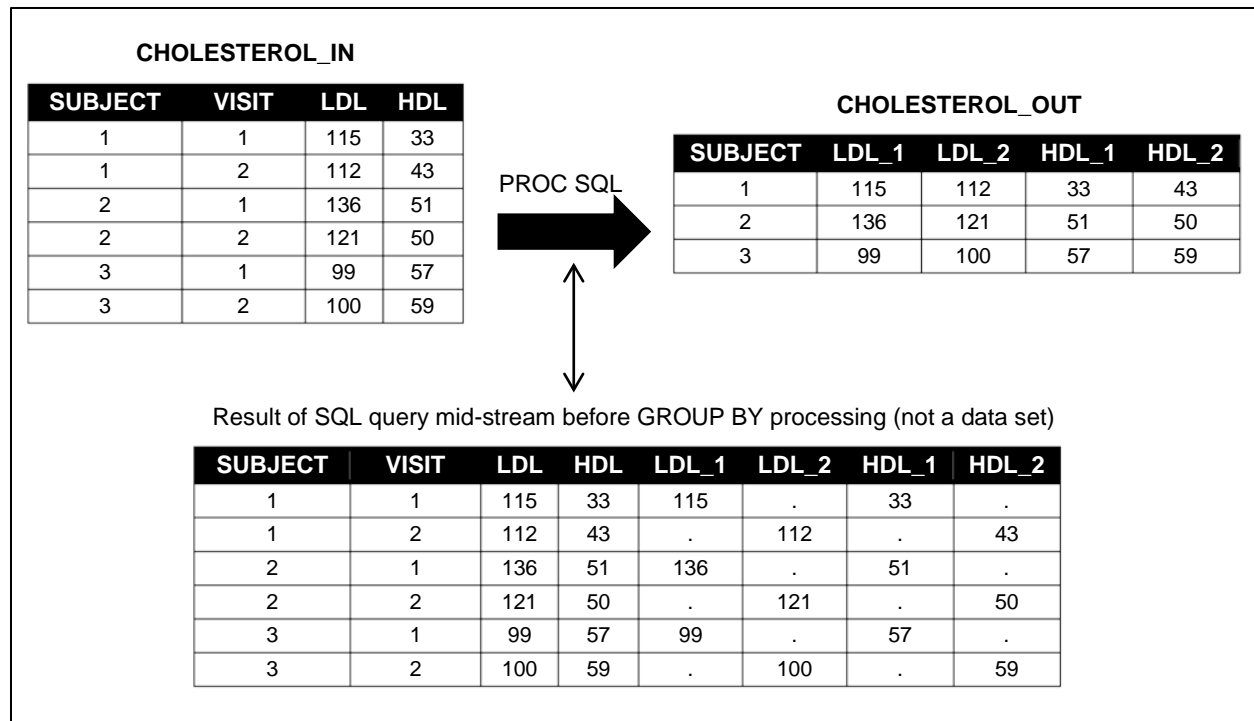 CHOLESTEROL_IN
SUBJECT VISIT LDL HDL
1 1 115 33
1 2 112 43
2 1 136 51
2 2 121 50
3 1 99 57
3 2 100 59
PROC SQL
CHOLESTEROL_OUT
SUBJECT LDL_1 LDL_2 HDL_1 HDL_2
1 115 112 33 43
2 136 121 51 50
3 99 100 57 59
Result of SQL query mid-stream before GROUP BY processing (not a data set)
SUBJECT VISIT LDL HDL LDL_1 LDL_2 HDL_1 HDL_2
1 1 115 33 115 . 33 .
1 2 112 43 . 112 . 43
2 1 136 51 136 . 51 .
2 2 121 50 . 121 . 50
3 1 99 57 99 . 57 .
3 2 100 59 . 100 . 59